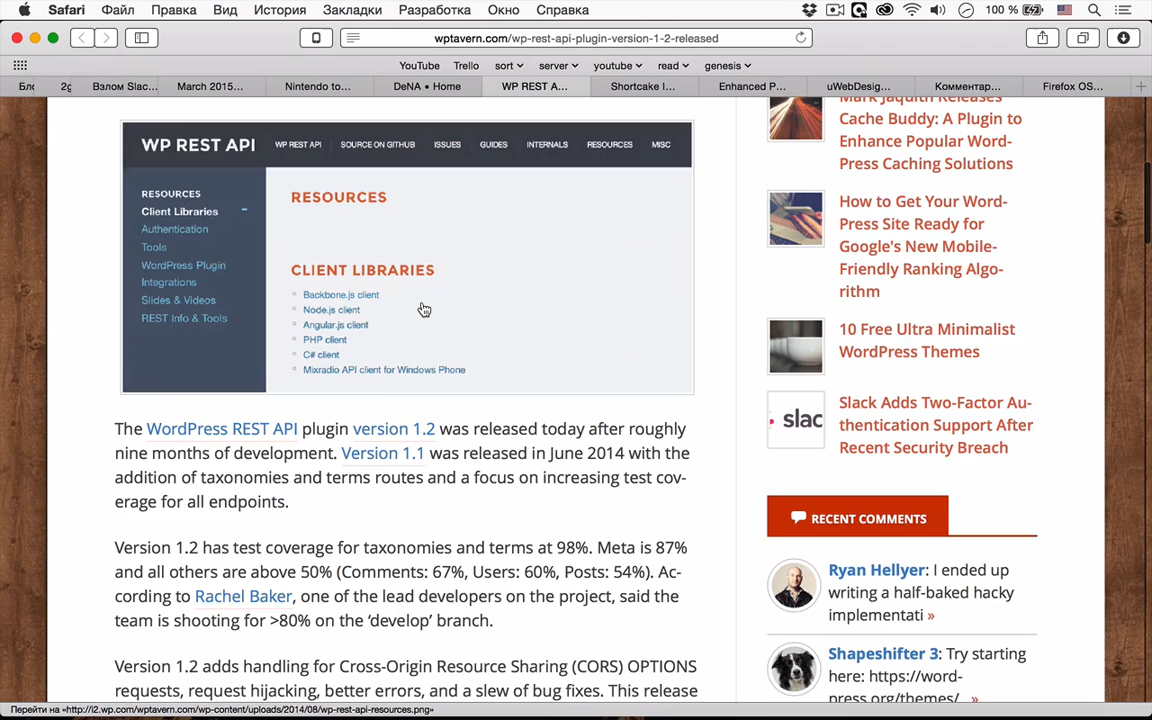 Safari Файл Правка Вид История Закладки Разработка Окно Справка 100 %
wptavern.com/wp-rest-api-plugin-version-1-2-released
YouTube Trello sort server youtube read genesis
Бло 2g Взлом Slac... March 2015... Nintendo to... DeNA • Home WP REST A... Shortcake I... Enhanced P... uWebDesig... Комментар... Firefox OS...
WP REST API WP REST API SOURCE ON GITHUB ISSUES GUIDES INTERNALS RESOURCES MISC
RESOURCES
Client Libraries
Authentication
Tools
WordPress Plugin
Integrations
Slides & Videos
REST Info & Tools
RESOURCES
CLIENT LIBRARIES
Backbone.js client
Node.js client
Angular.js client
PHP client
C# client
Mixradio API client for Windows Phone
The WordPress REST API plugin version 1.2 was released today after roughly
nine months of development. Version 1.1 was released in June 2014 with the
addition of taxonomies and terms routes and a focus on increasing test cov-
erage for all endpoints.
Version 1.2 has test coverage for taxonomies and terms at 98%. Meta is 87%
and all others are above 50% (Comments: 67%, Users: 60%, Posts: 54%). Ac-
cording to Rachel Baker, one of the lead developers on the project, said the
team is shooting for >80% on the ‘develop’ branch.
Version 1.2 adds handling for Cross-Origin Resource Sharing (CORS) OPTIONS
requests, request hijacking, better errors, and a slew of bug fixes. This release
Mark Jaquith Releases
Cache Buddy: A Plugin to
Enhance Popular Word-
Press Caching Solutions
How to Get Your Word-
Press Site Ready for
Google's New Mobile-
Friendly Ranking Algo-
rithm
10 Free Ultra Minimalist
WordPress Themes
slac
Slack Adds Two-Factor Au-
thentication Support After
Recent Security Breach
RECENT COMMENTS
Ryan Hellyer: I ended up
writing a half-baked hacky
implementati »
Shapeshifter 3: Try starting
here: https://word-
press.org/themes/... »
Перейти на «http://i2.wp.com/wptavern.com/wp-content/uploads/2014/08/wp-rest-api-resources.png»